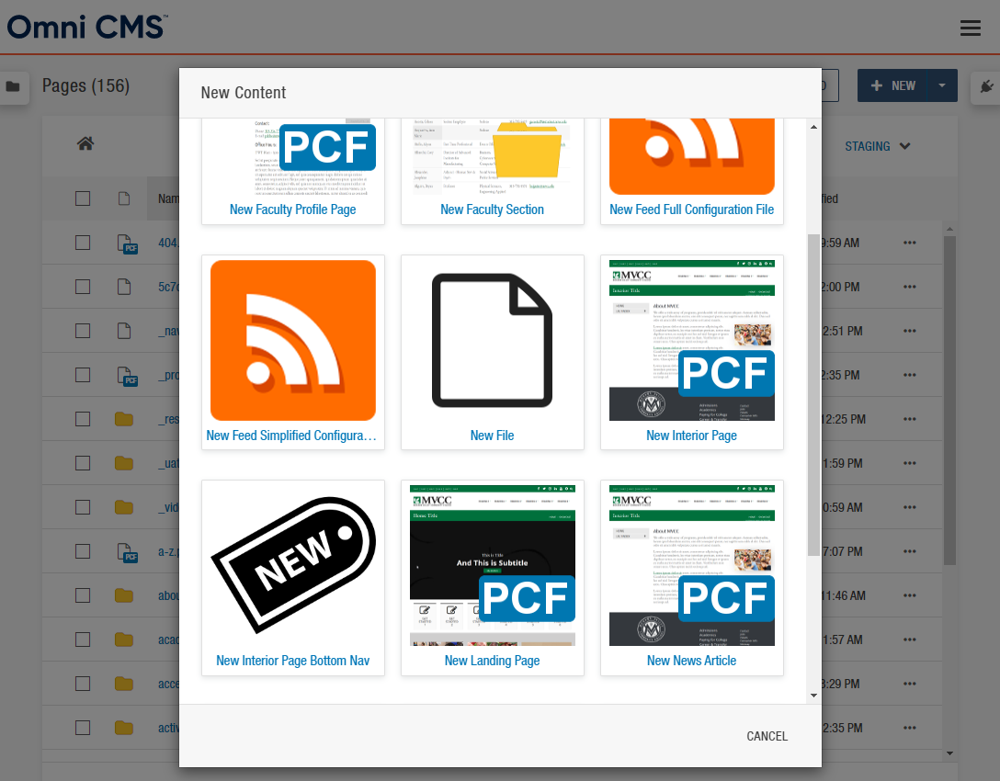 Omni CMS™
Pages (156)
NEW
New Content
STAGING
PCF
New Faculty Profile Page
New Faculty Section
New Feed Full Configuration File
New Feed Simplified Configura...
New File
MVCC
Interior Title
About MVCC
PCF
New Interior Page
NEW
New Interior Page Bottom Nav
MVCC
Home Title
This is Title
And This is Subtitle
PCF
New Landing Page
MVCC
Interior Title
About MVCC
PCF
New News Article
CANCEL
Nam
fied
404.
PCF
9:59 AM
5c7c
2:00 PM
_nav
2:51 PM
_pro
PCF
2:35 PM
_res
12:25 PM
_uat
1:59 PM
_vid
0:59 AM
a-z.p
PCF
7:07 PM
abou
11:46 AM
acad
1:57 AM
acce
3:29 PM
activ
2:35 PM